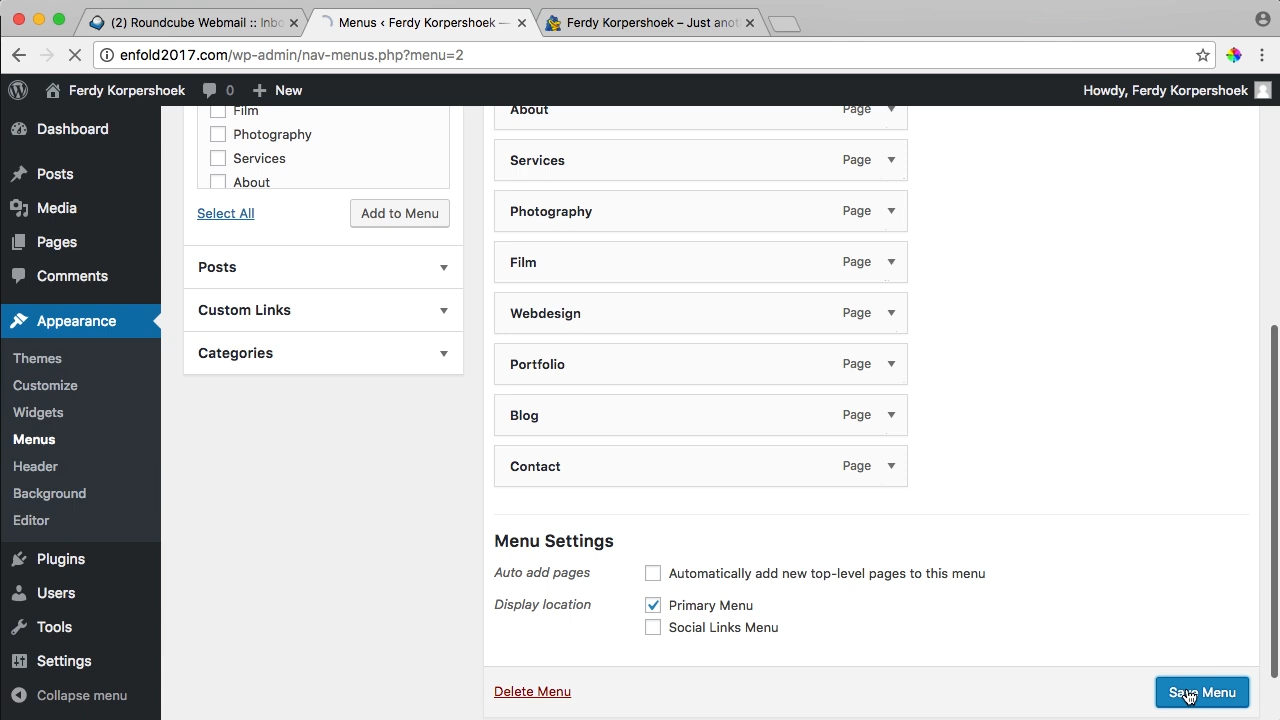 (2) Roundcube Webmail :: Inbo
Menus ‹ Ferdy Korpershoek —
Ferdy Korpershoek – Just anot
enfold2017.com/wp-admin/nav-menus.php?menu=2
Ferdy Korpershoek 0 New Howdy, Ferdy Korpershoek
Dashboard
Posts
Media
Pages
Comments
Appearance
Themes
Customize
Widgets
Menus
Header
Background
Editor
Plugins
Users
Tools
Settings
Collapse menu
Film
Photography
Services
About
Select All Add to Menu
Posts
Custom Links
Categories
About Page
Services Page
Photography Page
Film Page
Webdesign Page
Portfolio Page
Blog Page
Contact Page
Menu Settings
Auto add pages Automatically add new top-level pages to this menu
Display location Primary Menu
Social Links Menu
Delete Menu Save Menu